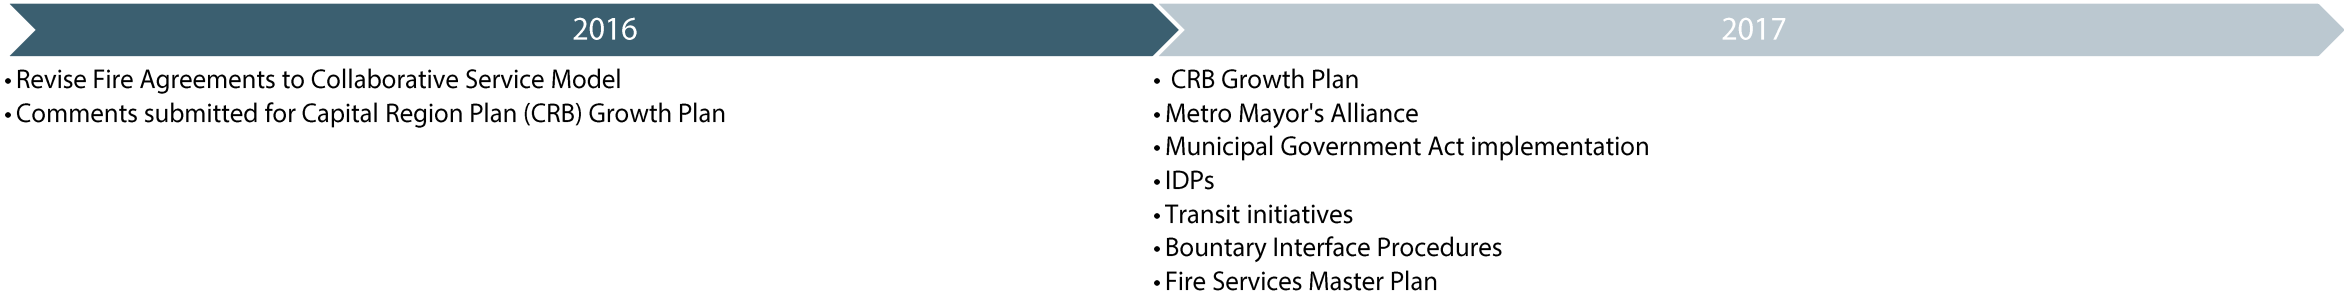 2016
• Revise Fire Agreements to Collaborative Service Model
• Comments submitted for Capital Region Plan (CRB) Growth Plan
2017
• CRB Growth Plan
• Metro Mayor's Alliance
• Municipal Government Act implementation
• IDPs
• Transit initiatives
• Bountary Interface Procedures
• Fire Services Master Plan